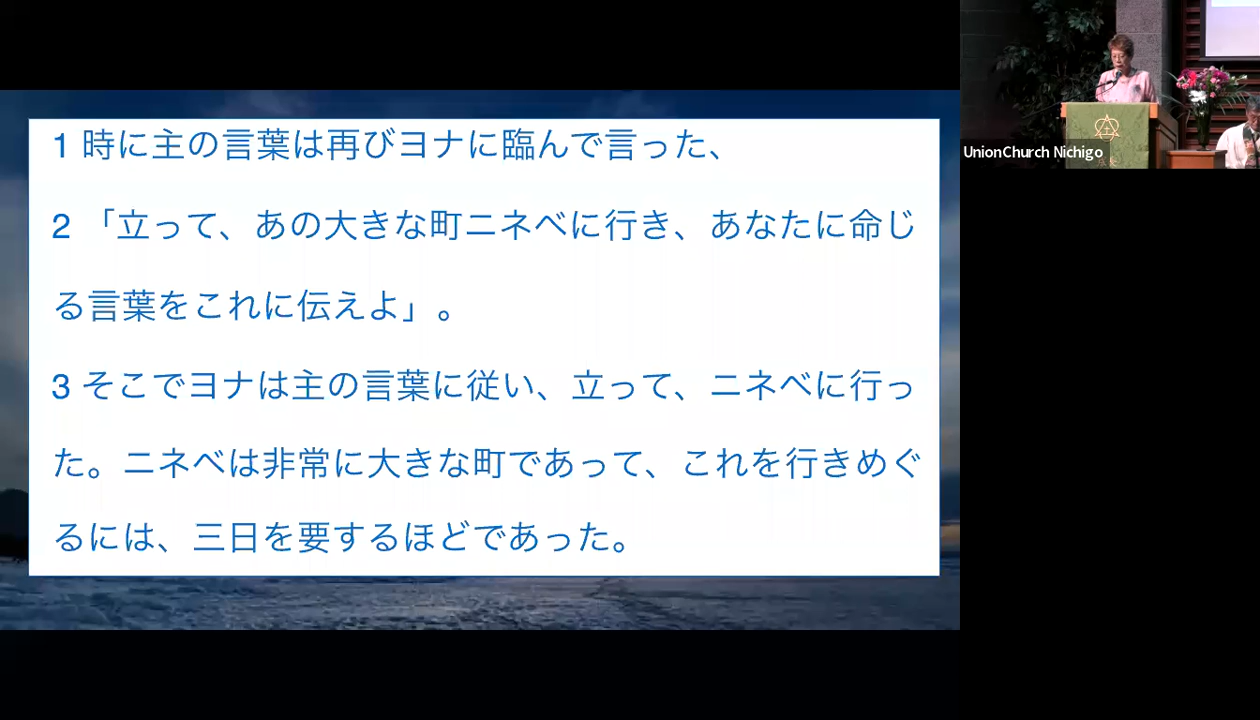 1 時に主の言葉は再びヨナに臨んで言った、
2 「立って、あの大きな町ニネベに行き、あなたに命じ
る言葉をこれに伝えよ」。
3 そこでヨナは主の言葉に従い、立って、ニネベに行っ
た。ニネベは非常に大きな町であって、これを行きめぐ
るには、三日を要するほどであった。
UnionChurch Nichigo